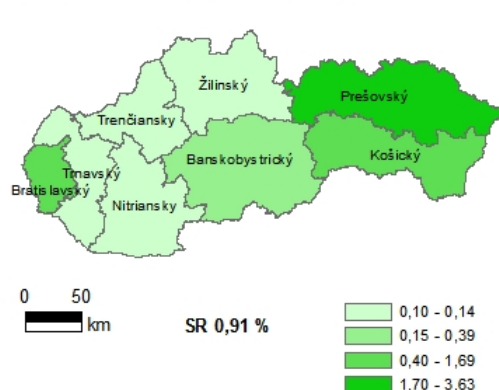 Žilinský
Prešovský
Trenčiansky
Banskobystrický
Košický
Trnavský
Bratislavský
Nitriansky
0 50
km
SR 0,91 %
0,10 - 0,14
0,15 - 0,39
0,40 - 1,69
1,70 - 3,63